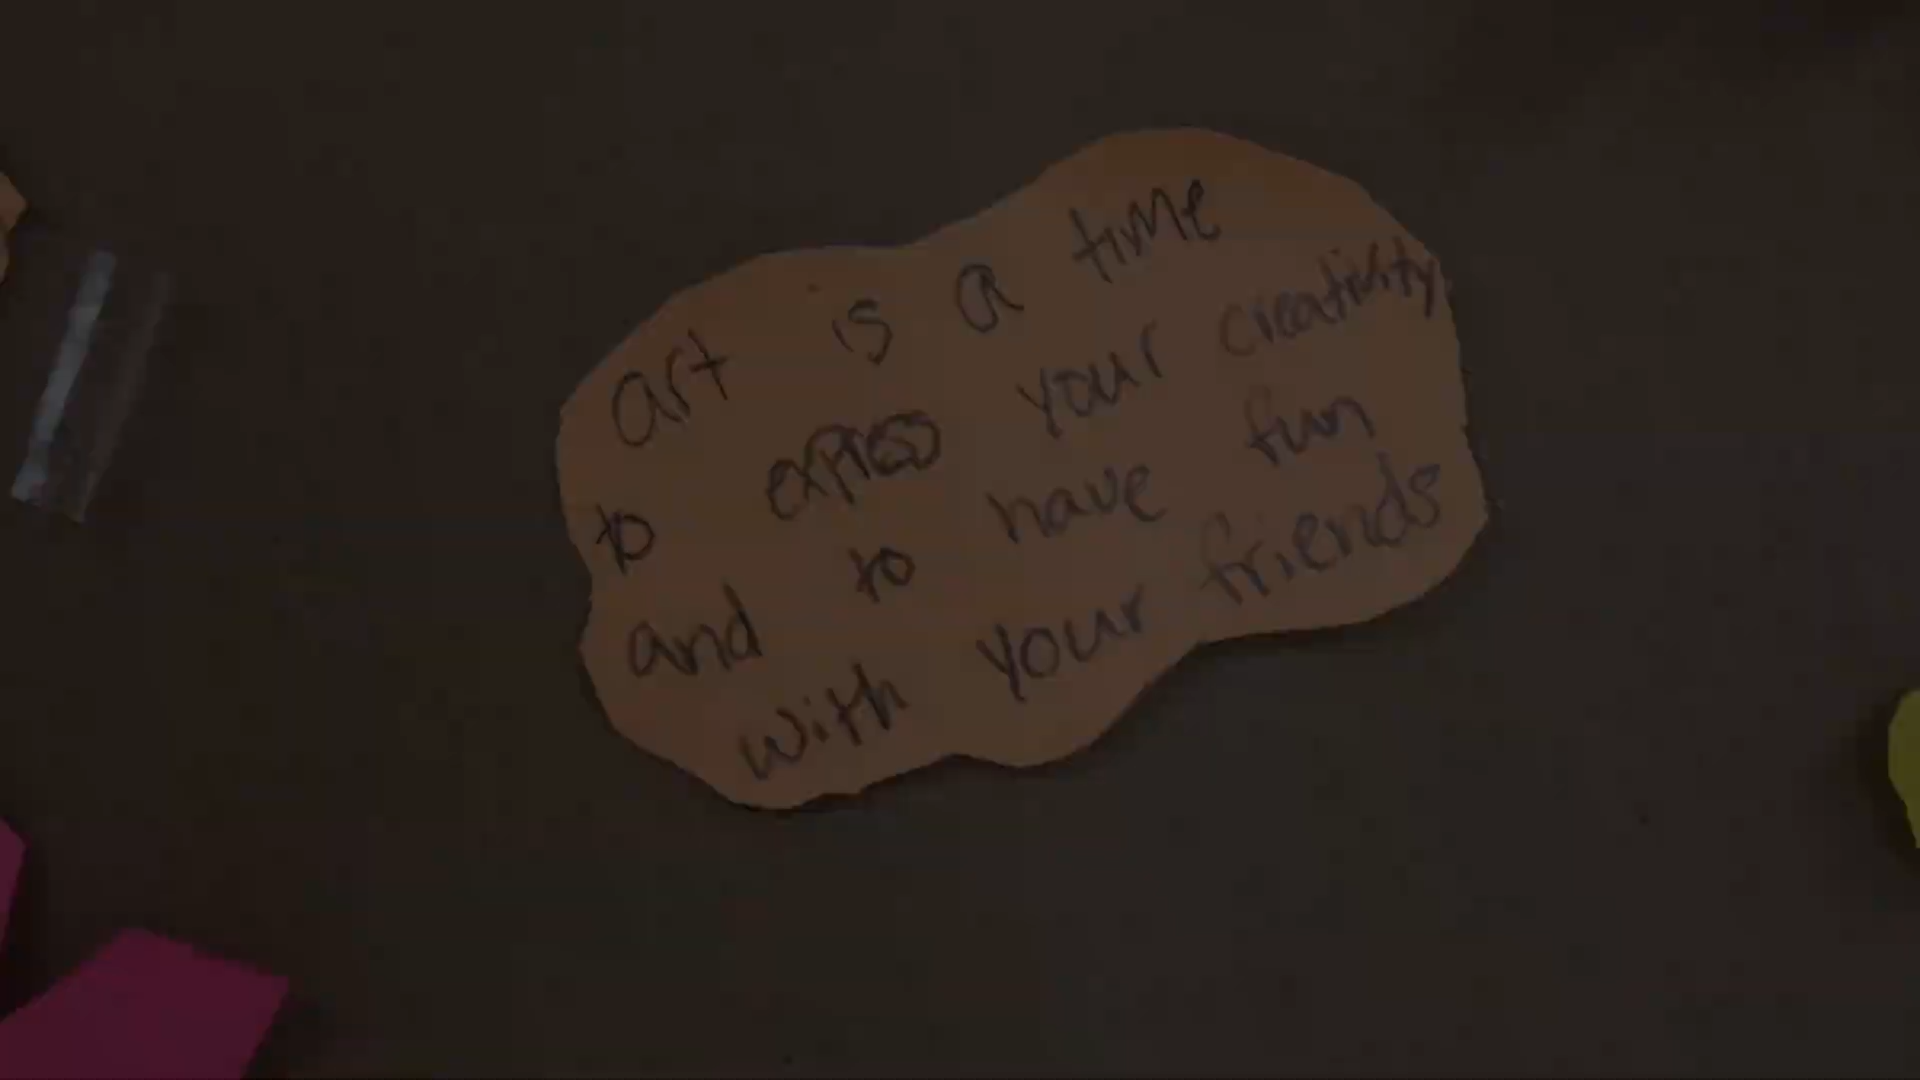 art is a time
to express your creativity
and to have fun
with your friends